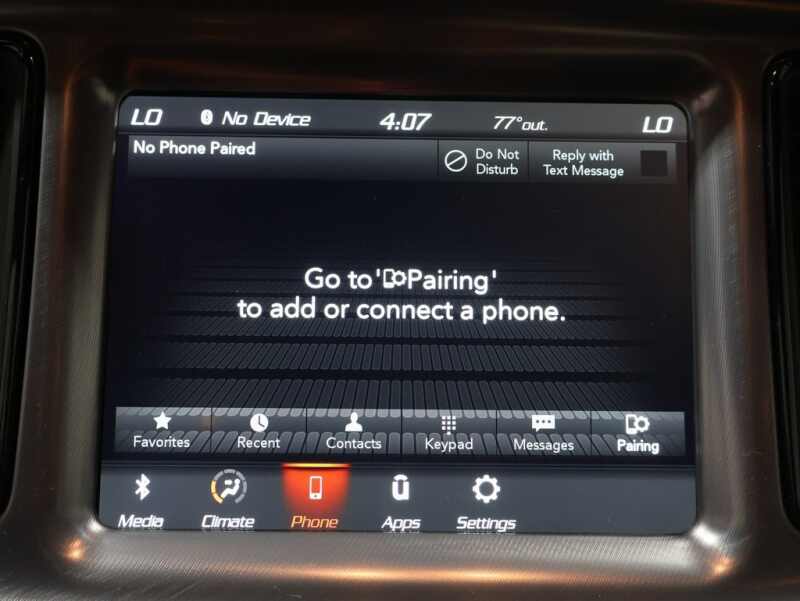 LO No Device 4:07 77°out. LO
No Phone Paired
Do Not
Disturb
Reply with
Text Message
Go to 'Pairing'
to add or connect a phone.
Favorites Recent Contacts Keypad Messages Pairing
Media Climate Phone Apps Settings